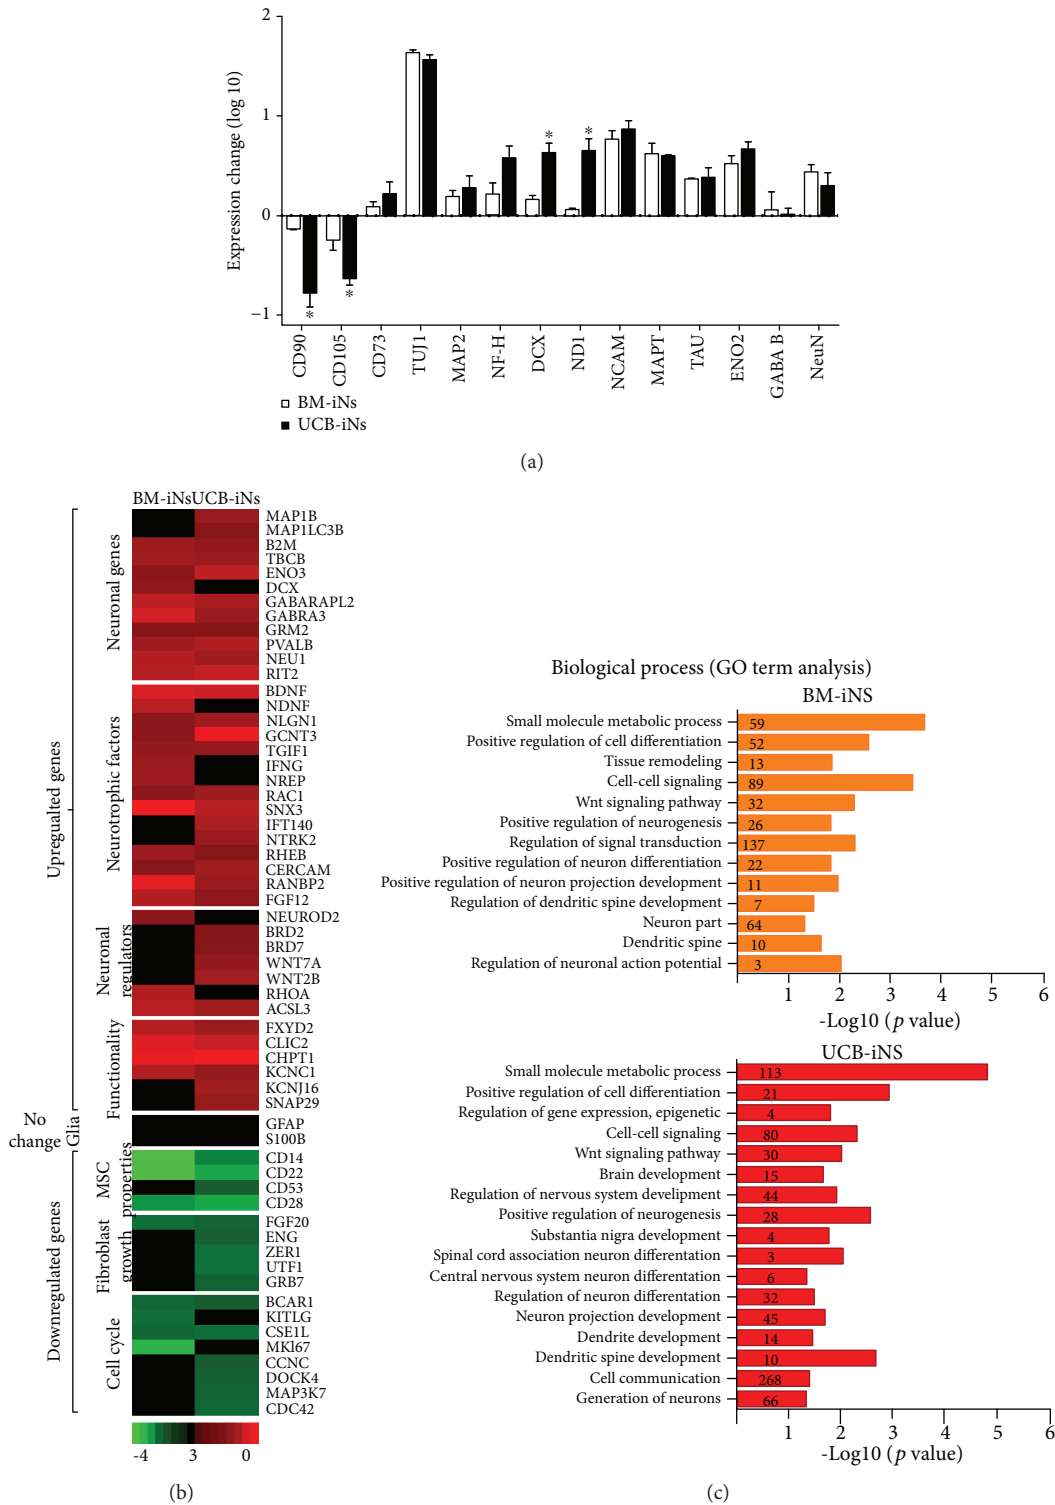 2
1
0
−1
Expression change (log 10)
CD90
CD105
CD73
TUJ1
MAP2
NF-H
DCX
ND1
NCAM
MAPT
TAU
ENO2
GABA B
NeuN
*
*
*
*
BM-iNs
UCB-iNs
(a)
BM-iNsUCB-iNs
Upregualted genes
Neuronal genes
MAP1B
MAP1LC3B
B2M
TBCB
ENO3
DCX
GABARAPL2
GABRA3
GRM2
PVALB
NEU1
RIT2
Neurotrophic factors
BDNF
NDNF
NLGN1
GCNT3
TGIF1
IFNG
NREP
RAC1
SNX3
IFT140
NTRK2
RHEB
CERCAM
RANBP2
FGF12
Neuronal
regulators
NEUROD2
BRD2
BRD7
WNT7A
WNT2B
RHOA
ACSL3
Functionality
FXYD2
CLIC2
CHPT1
KCNC1
KCNJ16
SNAP29
No
change
Glia
GFAP
S100B
Downregulated genes
MSC
properties
CD14
CD22
CD53
CD28
Fibroblast
growth
FGF20
ENG
ZER1
UTF1
GRB7
Cell cycle
BCAR1
KITLG
CSE1L
MKI67
CCNC
DOCK4
MAP3K7
CDC42
-4 3 0
(b)
Biological process (GO term analysis)
BM-iNS
Small molecule metabolic process 59
Positive regulation of cell differentiation 52
Tissue remodeling 13
Cell-cell signaling 89
Wnt signaling pathway 32
Positive regulation of neurogenesis 26
Regulation of signal transduction 137
Positive regulation of neuron differentiation 22
Positive regulation of neuron projection development 11
Regulation of dendritic spine development 7
Neuron part 64
Dendritic spine 10
Regulation of neuronal action potential 3
1 2 3 4 5 6
-Log10 (p value)
UCB-iNS
Small molecule metabolic process 113
Positive regulation of cell differentiation 21
Regulation of gene expression, epigenetic 4
Cell-cell signaling 80
Wnt signaling pathway 30
Brain development 15
Regulation of nervous system develipment 44
Positive regulation of neurogenesis 28
Substantia nigra development 4
Spinal cord association neuron differentiation 3
Central nervous system neuron differentiation 6
Regulation of neuron differentiation 32
Neuron projection development 45
Dendrite development 14
Dendritic spine development 10
Cell communication 268
Generation of neurons 66
1 2 3 4 5 6
-Log10 (p value)
(c)